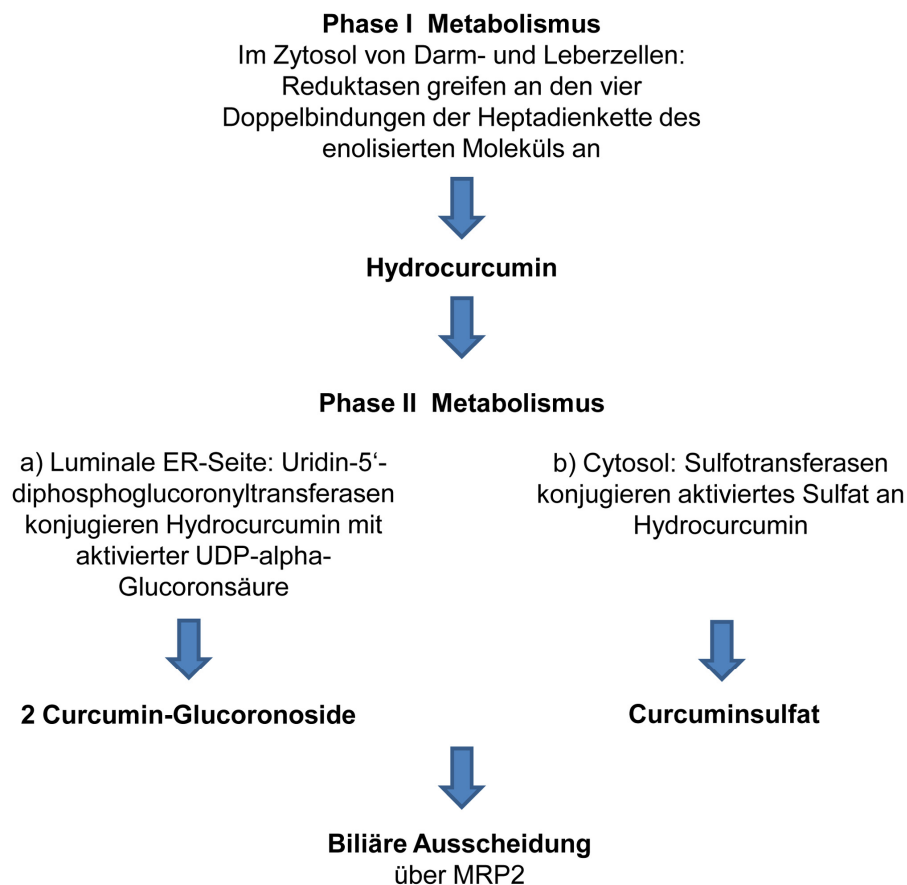 Phase I Metabolismus
Im Zytosol von Darm- und Leberzellen:
Reduktasen greifen an den vier
Doppelbindungen der Heptadienkette des
enolisierten Moleküls an
Hydrocurcumin
Phase II Metabolismus
a) Luminale ER-Seite: Uridin-5‘-
diphosphoglucoronyltransferasen
konjugieren Hydrocurcumin mit
aktivierter UDP-alpha-
Glucoronsäure
b) Cytosol: Sulfotransferasen
konjugieren aktiviertes Sulfat an
Hydrocurcumin
2 Curcumin-Glucoronoside
Curcuminsulfat
Biliäre Ausscheidung
über MRP2